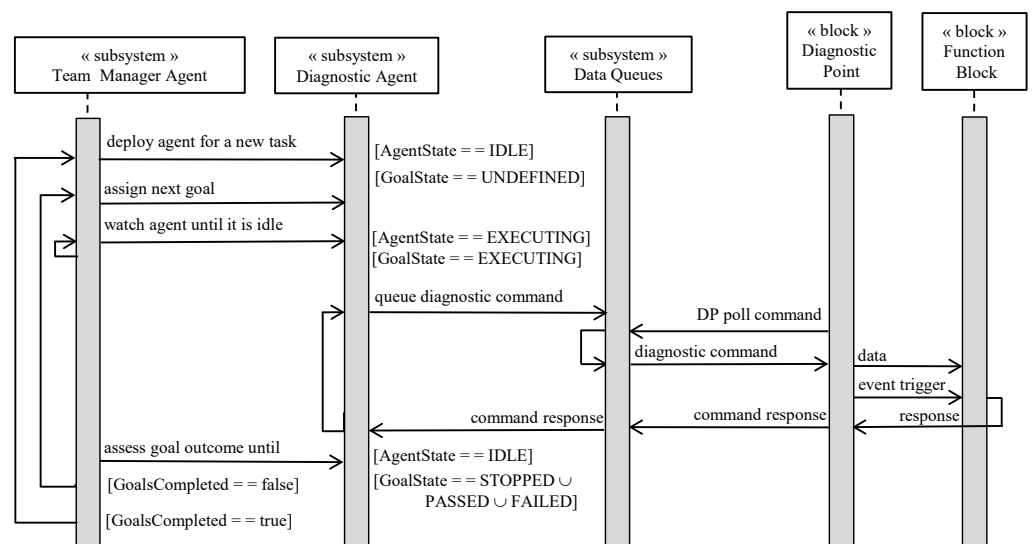 « subsystem »
Team Manager Agent
« subsystem »
Diagnostic Agent
« subsystem »
Data Queues
« block »
Diagnostic
Point
« block »
Function
Block
deploy agent for a new task
[AgentState = = IDLE]
[GoalState = = UNDEFINED]
assign next goal
watch agent until it is idle
[AgentState = = EXECUTING]
[GoalState = = EXECUTING]
queue diagnostic command
DP poll command
diagnostic command
data
event trigger
response
command response
command response
assess goal outcome until
[AgentState = = IDLE]
[GoalState = = STOPPED ∪
PASSED ∪ FAILED]
[GoalsCompleted = = false]
[GoalsCompleted = = true]